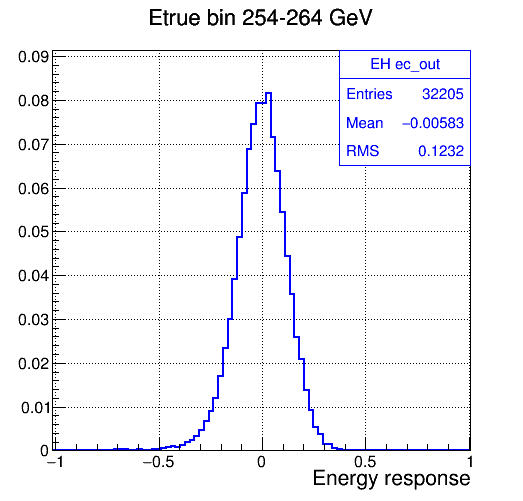 Etrue bin 254-264 GeV
EH ec_out
Entries 32205
Mean −0.00583
RMS 0.1232
0.09
0.08
0.07
0.06
0.05
0.04
0.03
0.02
0.01
0
−1 −0.5 0 0.5 1
Energy response